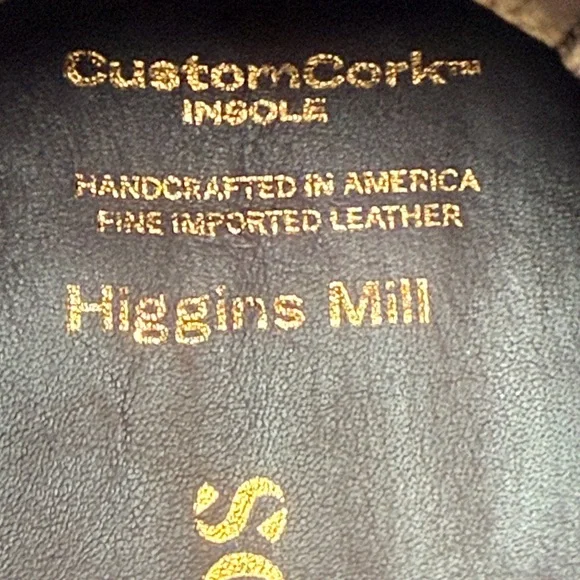 CustomCork™
INSOLE
HANDCRAFTED IN AMERICA
FINE IMPORTED LEATHER
Higgins Mill